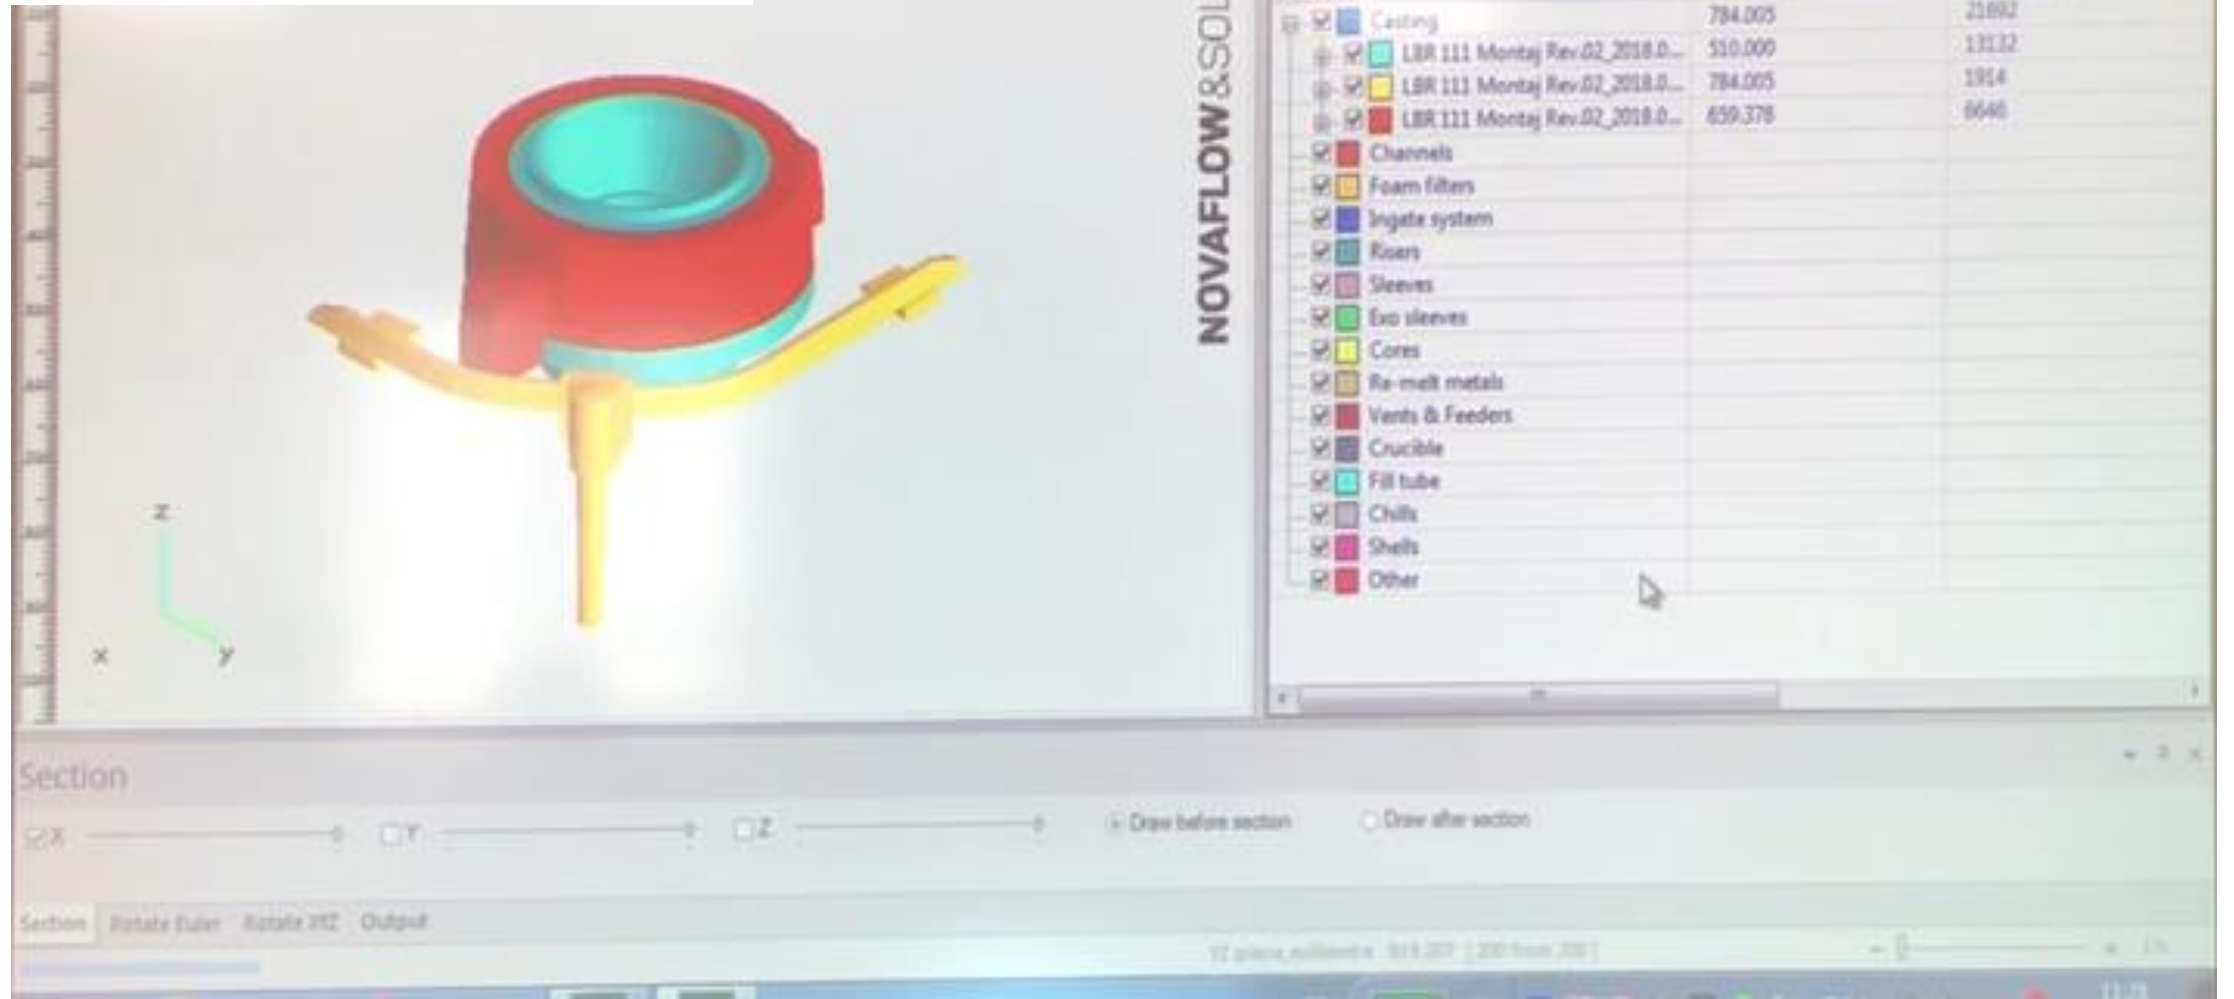 NOVAFLOW&SOL
Casting 784.005 21692
LBR 111 Montaj Rev.02_2018.0... 510.000 13132
LBR 111 Montaj Rev.02_2018.0... 784.005 1914
LBR 111 Montaj Rev.02_2018.0... 659.378 6646
Channels
Foam filters
Ingate system
Risers
Sleeves
Exo sleeves
Cores
Re-melt metals
Vents & Feeders
Crucible
Fill tube
Chills
Shells
Other
z
x y
Section
X Y Z Draw before section Draw after section
Section Rotate Euler Rotate XYZ Output